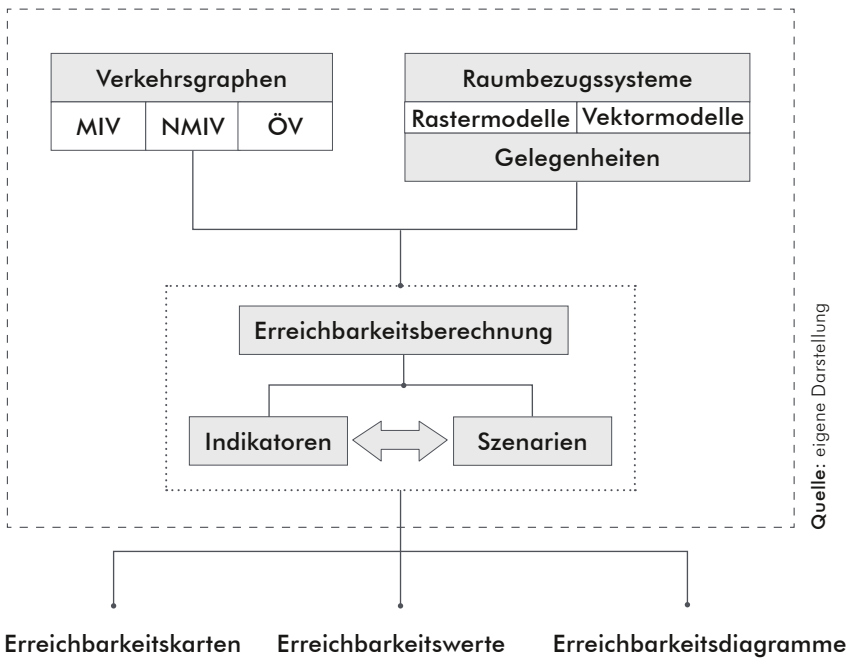 Verkehrsgraphen
MIV NMIV ÖV
Raumbezugssysteme
Rastermodelle Vektormodelle
Gelegenheiten
Erreichbarkeitsberechnung
Indikatoren
Szenarien
Erreichbarkeitskarten
Erreichbarkeitswerte
Erreichbarkeitsdiagramme
Quelle: eigene Darstellung